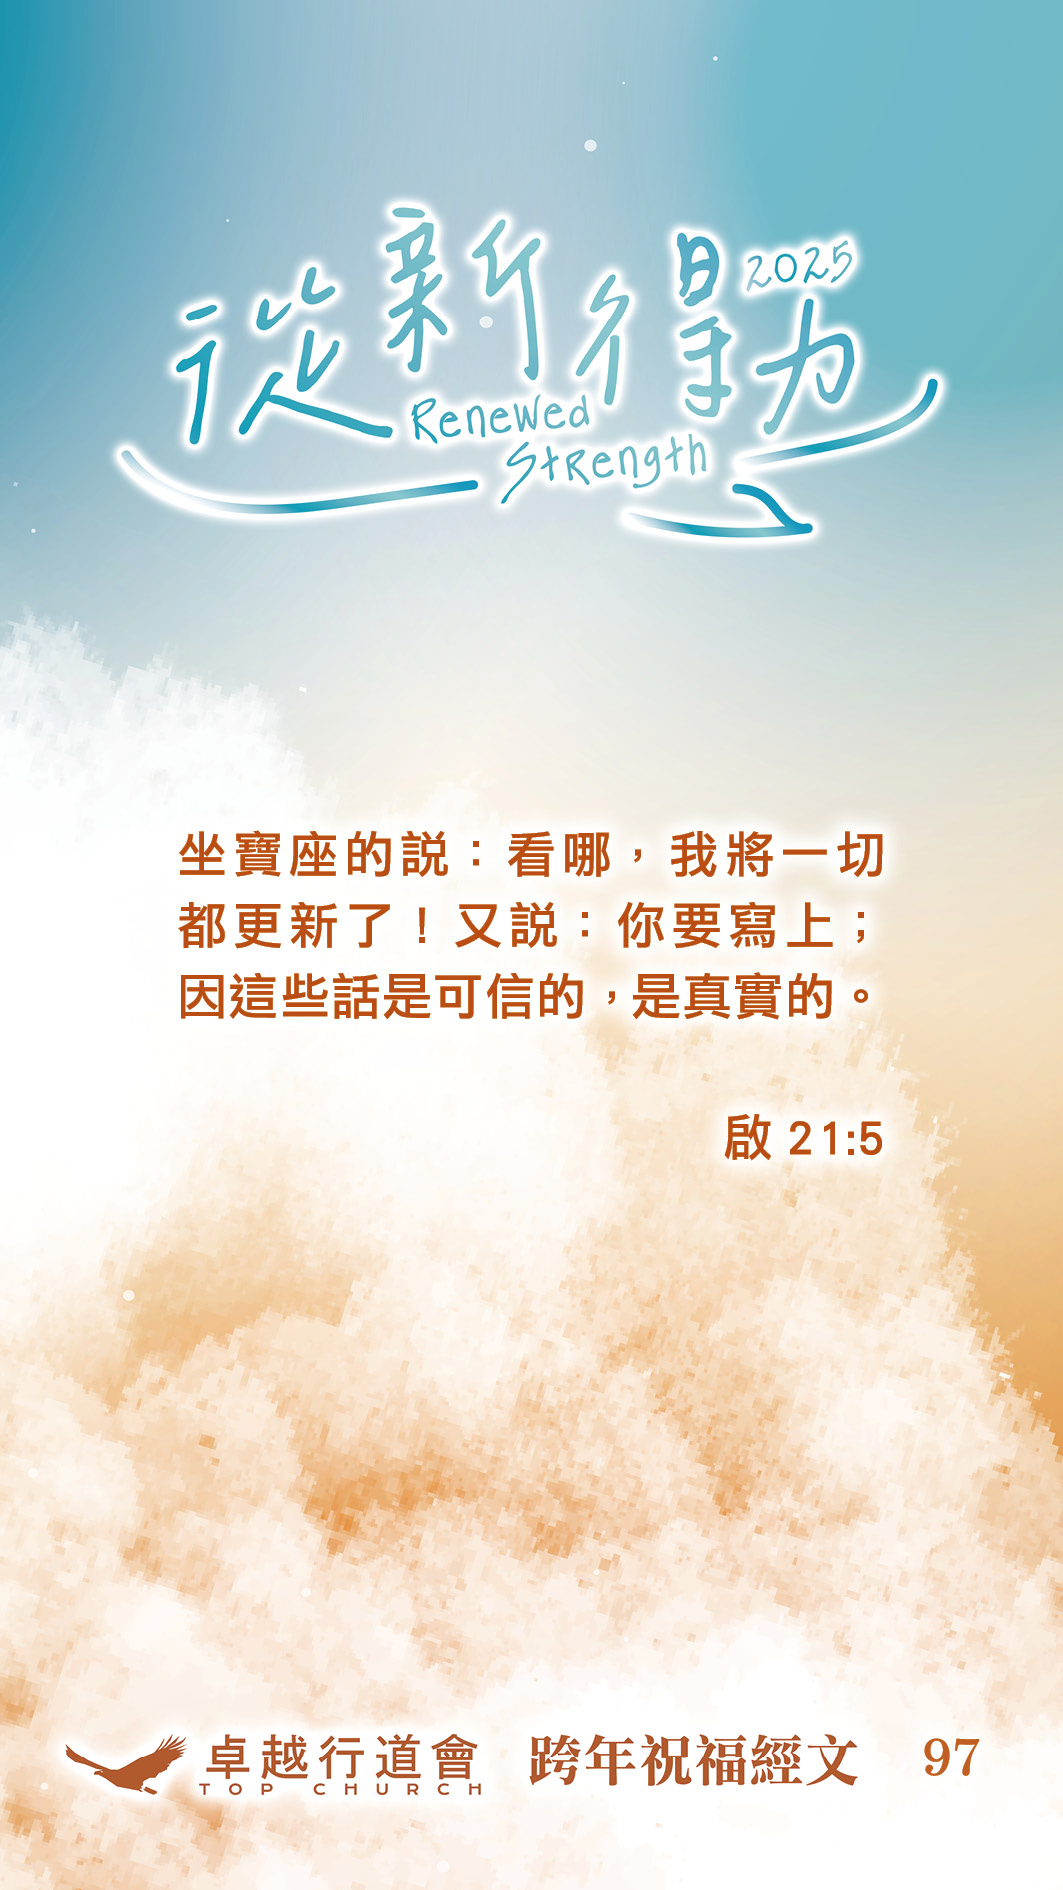 從新得力 2025
Renewed
Strength
坐寶座的説：看哪，我將一切
都更新了！又説：你要寫上；
因這些話是可信的，是真實的。
啟 21:5
卓越行道會 跨年祝福經文 97
TOP CHURCH